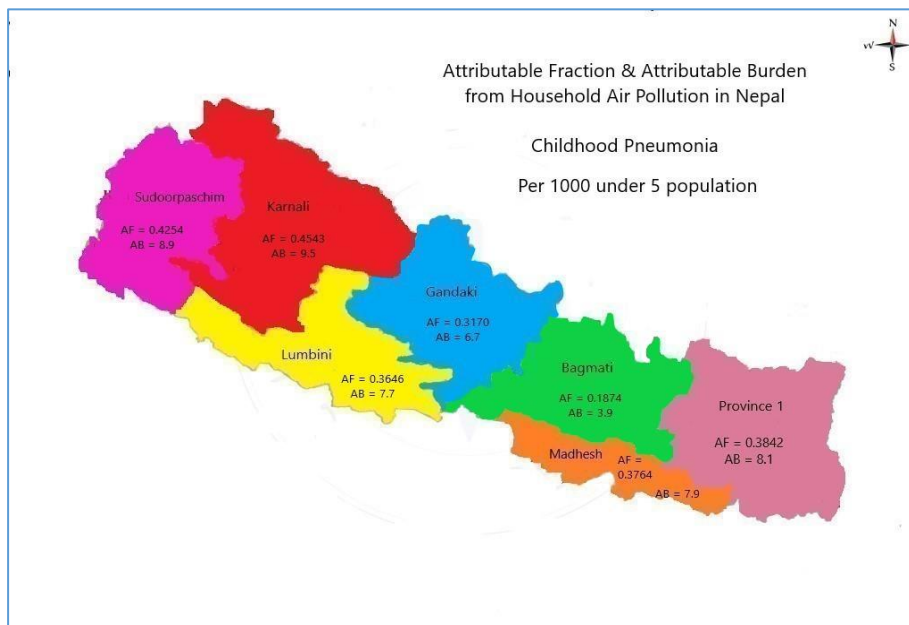 N
W E
S
Attributable Fraction & Attributable Burden
from Household Air Pollution in Nepal
Childhood Pneumonia
Per 1000 under 5 population
Sudoorpaschim
AF = 0.4254
AB = 8.9
Karnali
AF = 0.4543
AB = 9.5
Gandaki
AF = 0.3170
AB = 6.7
Lumbini
AF = 0.3646
AB = 7.7
Bagmati
AF = 0.1874
AB = 3.9
Province 1
AF = 0.3842
AB = 8.1
Madhesh
AF =
0.3764
AB = 7.9